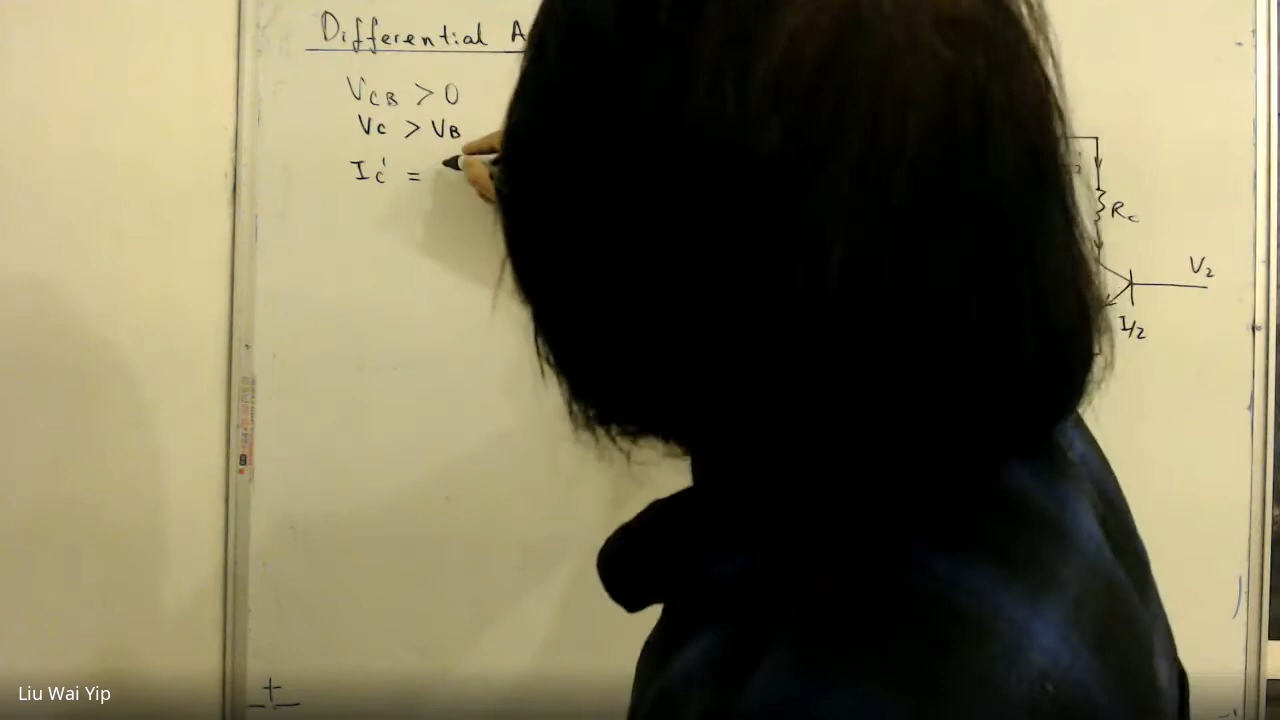 Differential A
VCB > 0
VC > VB
IC' =
RC
V2
I/2
Liu Wai Yip